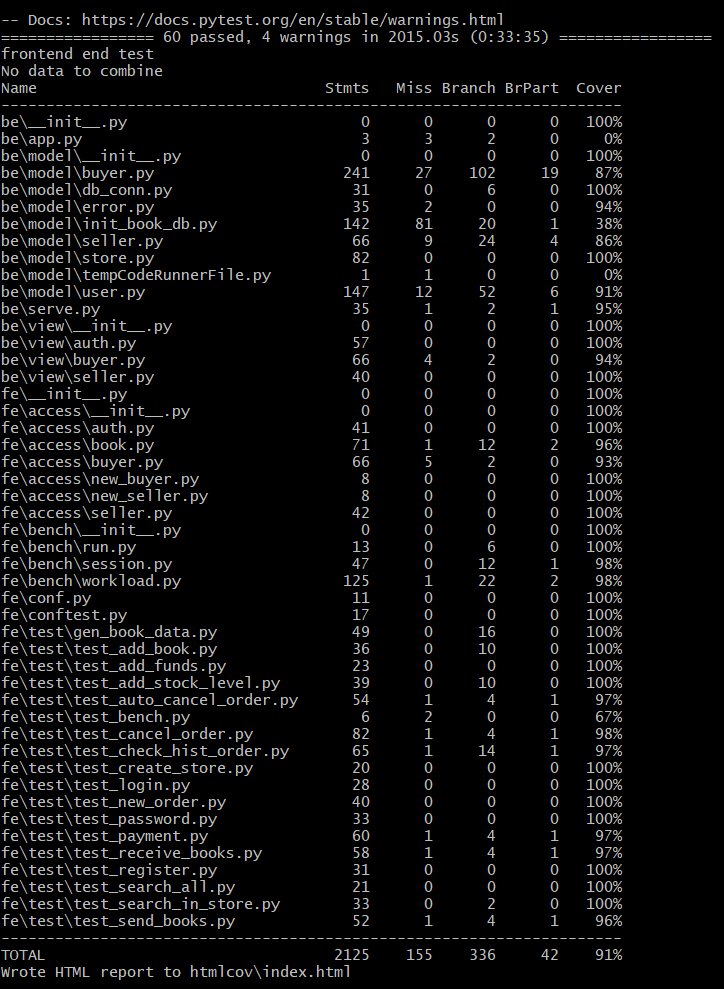 -- Docs: https://docs.pytest.org/en/stable/warnings.html
================= 60 passed, 4 warnings in 2015.03s (0:33:35) =================
frontend end test
No data to combine
Name                                Stmts   Miss Branch BrPart  Cover
---------------------------------------------------------------------
be\__init__.py                          0      0      0      0   100%
be\app.py                               3      3      2      0     0%
be\model\__init__.py                    0      0      0      0   100%
be\model\buyer.py                     241     27    102     19    87%
be\model\db_conn.py                    31      0      6      0   100%
be\model\error.py                      35      2      0      0    94%
be\model\init_book_db.py              142     81     20      1    38%
be\model\seller.py                     66      9     24      4    86%
be\model\store.py                      82      0      0      0   100%
be\model\tempCodeRunnerFile.py          1      1      0      0     0%
be\model\user.py                      147     12     52      6    91%
be\serve.py                            35      1      2      1    95%
be\view\__init__.py                     0      0      0      0   100%
be\view\auth.py                        57      0      0      0   100%
be\view\buyer.py                       66      4      2      0    94%
be\view\seller.py                      40      0      0      0   100%
fe\__init__.py                          0      0      0      0   100%
fe\access\__init__.py                   0      0      0      0   100%
fe\access\auth.py                      41      0      0      0   100%
fe\access\book.py                      71      1     12      2    96%
fe\access\buyer.py                     66      5      2      0    93%
fe\access\new_buyer.py                  8      0      0      0   100%
fe\access\new_seller.py                 8      0      0      0   100%
fe\access\seller.py                    42      0      0      0   100%
fe\bench\__init__.py                    0      0      0      0   100%
fe\bench\run.py                        13      0      6      0   100%
fe\bench\session.py                    47      0     12      1    98%
fe\bench\workload.py                  125      1     22      2    98%
fe\conf.py                             11      0      0      0   100%
fe\conftest.py                         17      0      0      0   100%
fe\test\gen_book_data.py               49      0     16      0   100%
fe\test\test_add_book.py               36      0     10      0   100%
fe\test\test_add_funds.py              23      0      0      0   100%
fe\test\test_add_stock_level.py        39      0     10      0   100%
fe\test\test_auto_cancel_order.py      54      1      4      1    97%
fe\test\test_bench.py                   6      2      0      0    67%
fe\test\test_cancel_order.py           82      1      4      1    98%
fe\test\test_check_hist_order.py       65      1     14      1    97%
fe\test\test_create_store.py           20      0      0      0   100%
fe\test\test_login.py                  28      0      0      0   100%
fe\test\test_new_order.py              40      0      0      0   100%
fe\test\test_password.py               33      0      0      0   100%
fe\test\test_payment.py                60      1      4      1    97%
fe\test\test_receive_books.py          58      1      4      1    97%
fe\test\test_register.py               31      0      0      0   100%
fe\test\test_search_all.py             21      0      0      0   100%
fe\test\test_search_in_store.py        33      0      2      0   100%
fe\test\test_send_books.py             52      1      4      1    96%
---------------------------------------------------------------------
TOTAL                                2125    155    336     42    91%
Wrote HTML report to htmlcov\index.html